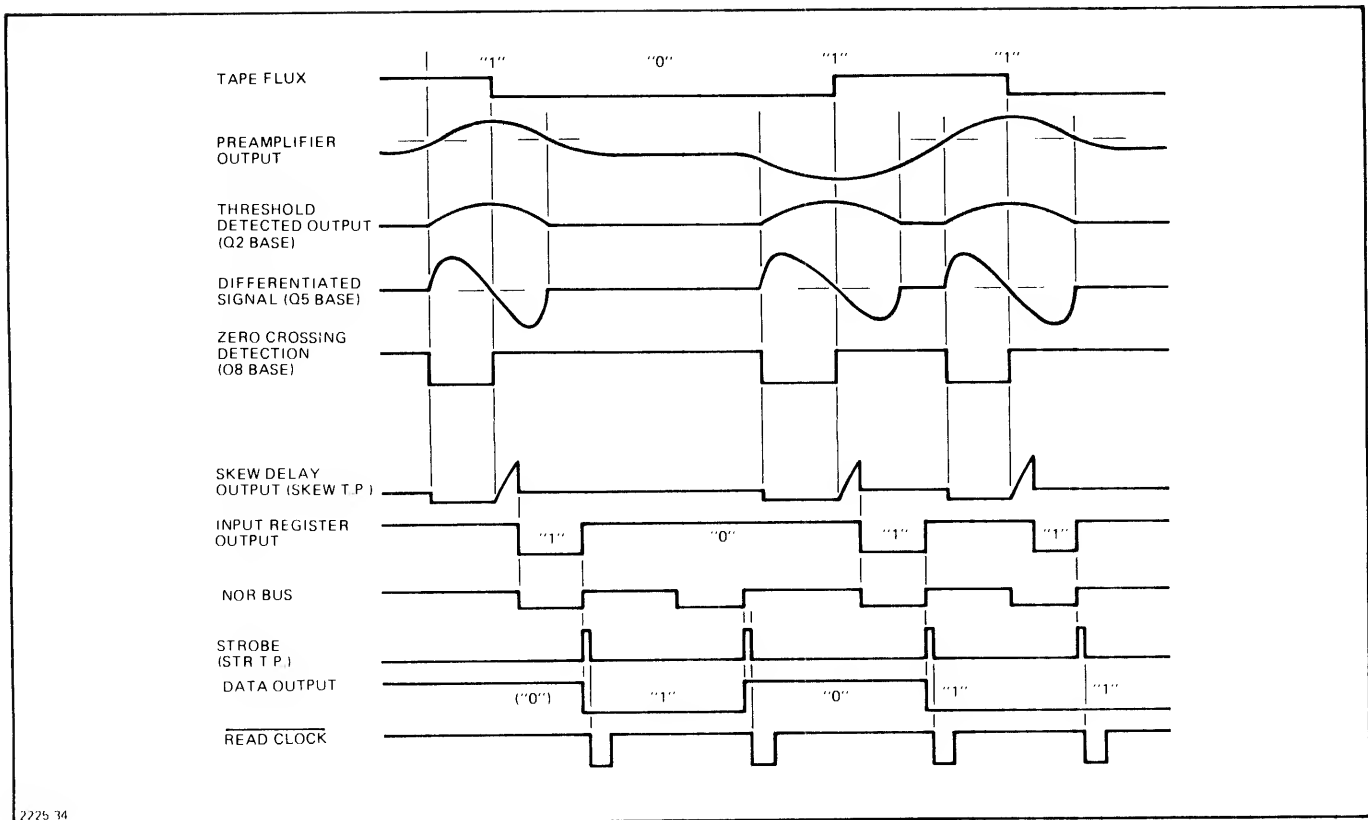 "1" "0" "1" "1"
TAPE FLUX
PREAMPLIFIER
OUTPUT
THRESHOLD
DETECTED OUTPUT
(Q2 BASE)
DIFFERENTIATED
SIGNAL (Q5 BASE)
ZERO CROSSING
DETECTION
(O8 BASE)
SKEW DELAY
OUTPUT (SKEW T.P.)
INPUT REGISTER
OUTPUT
"1" "0" "1" "1"
NOR BUS
STROBE
(STR T.P.)
DATA OUTPUT
("0") "1" "0" "1" "1"
READ CLOCK
2225 34